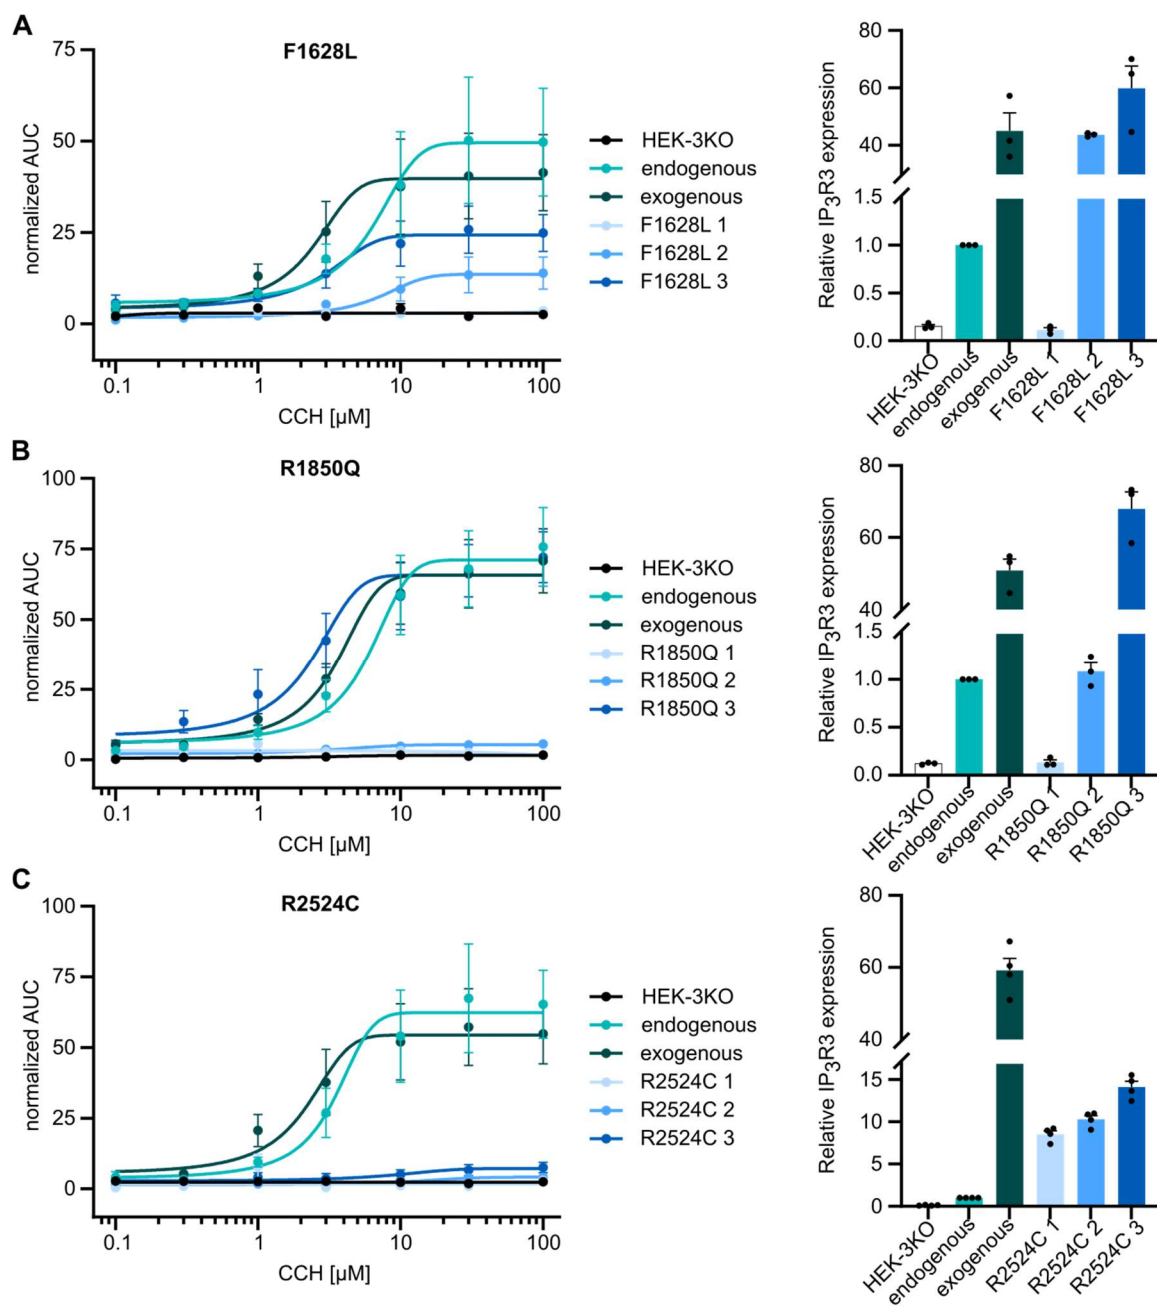 A
F1628L
75
50
25
0
normalized AUC
0.1
1
10
100
CCH [µM]
HEK-3KO
endogenous
exogenous
F1628L 1
F1628L 2
F1628L 3
Relative IP₃R3 expression
80
60
40
1.5
1.0
0.5
0.0
HEK-3KO
endogenous
exogenous
F1628L 1
F1628L 2
F1628L 3
B
R1850Q
100
75
50
25
0
normalized AUC
0.1
1
10
100
CCH [µM]
HEK-3KO
endogenous
exogenous
R1850Q 1
R1850Q 2
R1850Q 3
Relative IP₃R3 expression
80
60
40
1.5
1.0
0.5
0.0
HEK-3KO
endogenous
exogenous
R1850Q 1
R1850Q 2
R1850Q 3
C
R2524C
100
75
50
25
0
normalized AUC
0.1
1
10
100
CCH [µM]
HEK-3KO
endogenous
exogenous
R2524C 1
R2524C 2
R2524C 3
Relative IP₃R3 expression
80
60
40
15
10
5
0
HEK-3KO
endogenous
exogenous
R2524C 1
R2524C 2
R2524C 3